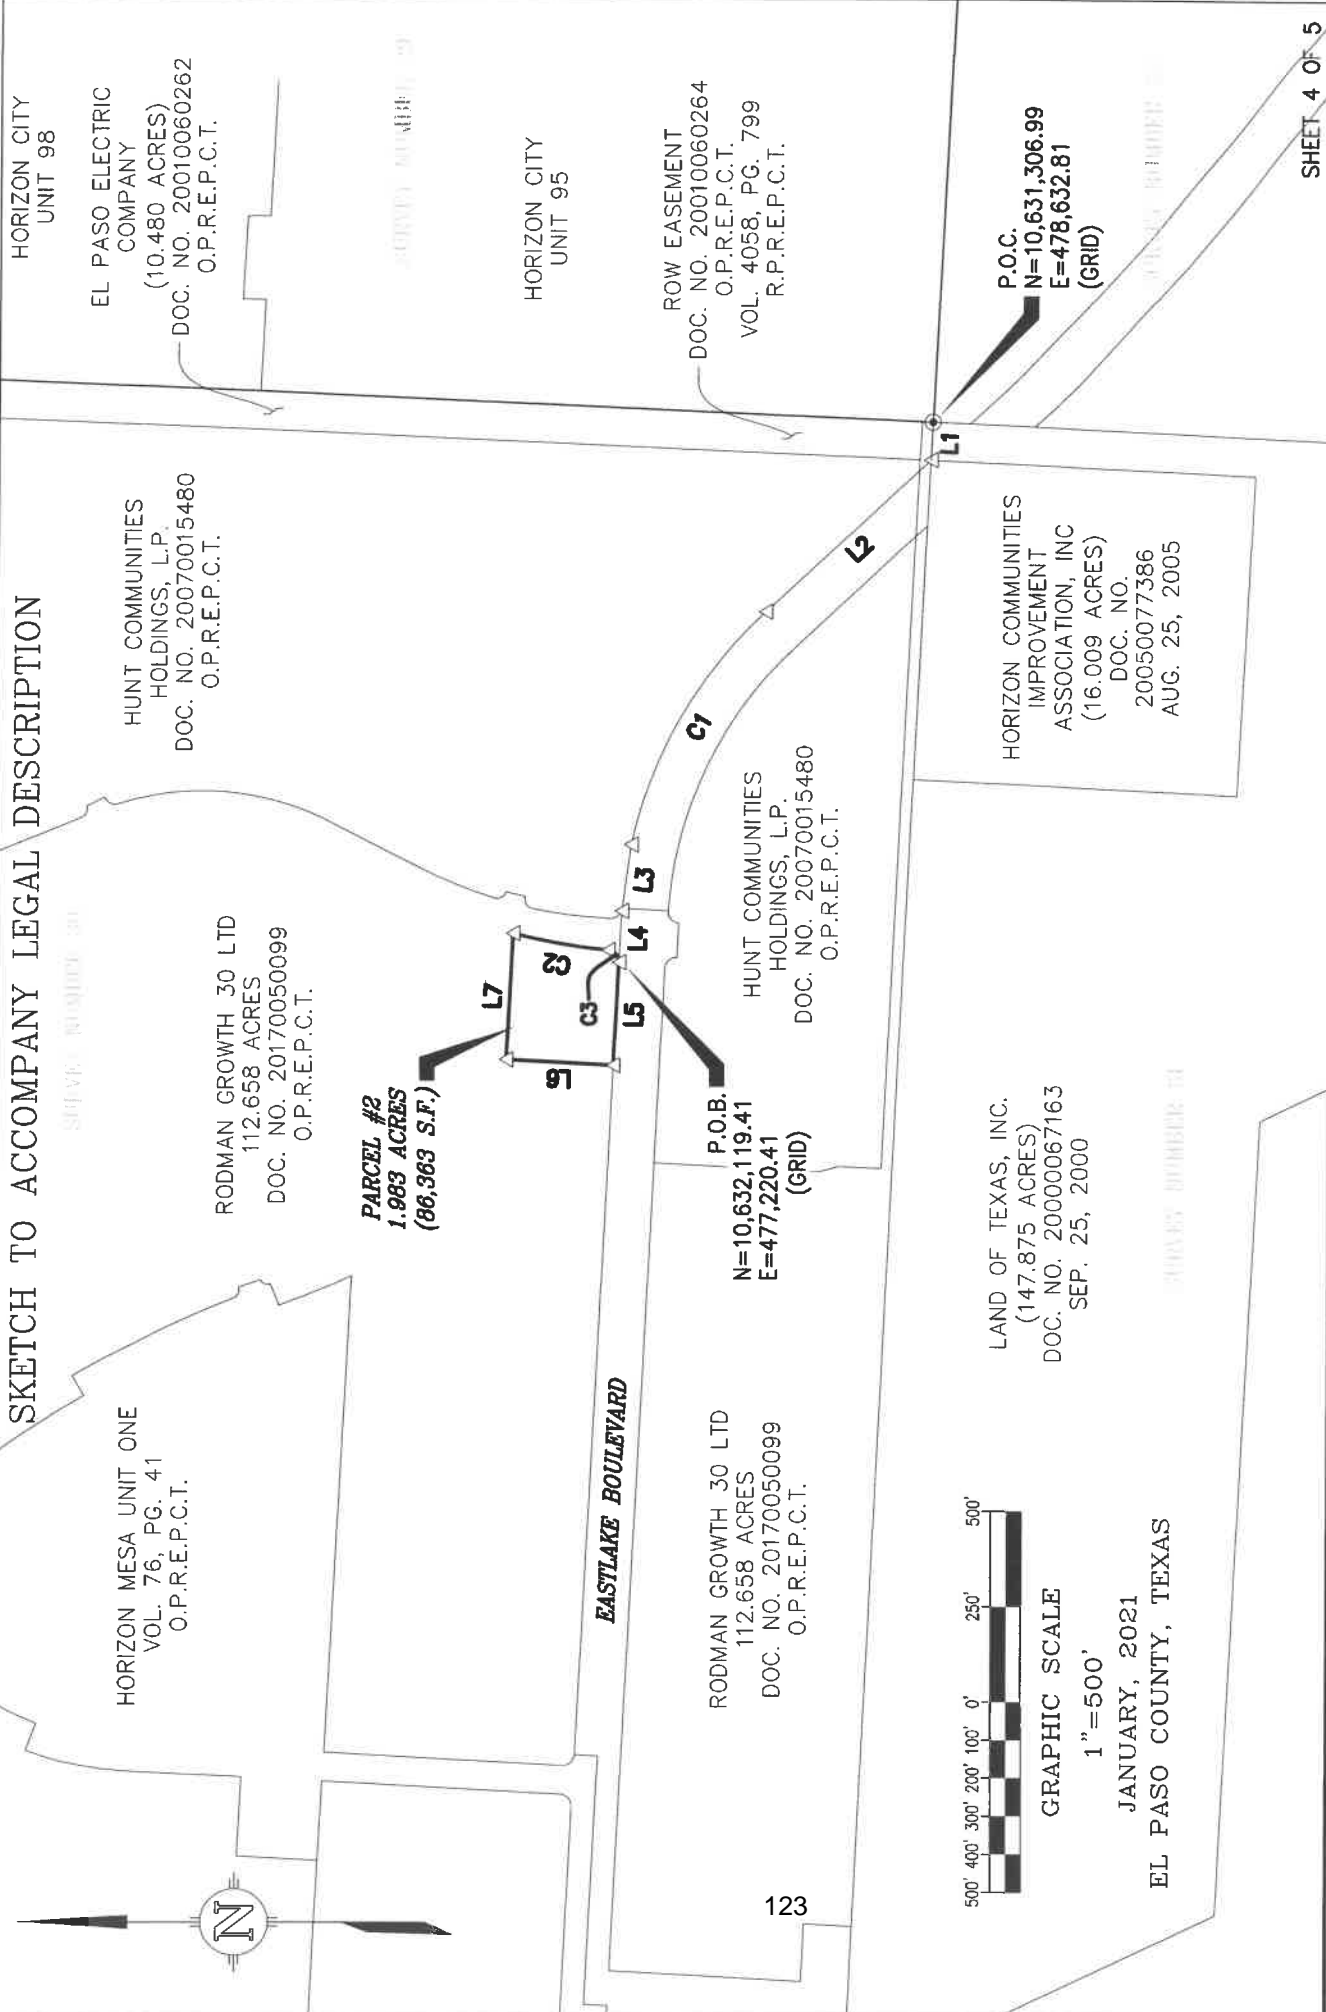 SKETCH TO ACCOMPANY LEGAL DESCRIPTION
HORIZON CITY
UNIT 98
EL PASO ELECTRIC
COMPANY
(10.480 ACRES)
DOC. NO. 20010060262
O.P.R.E.P.C.T.
HORIZON CITY
UNIT 95
ROW EASEMENT
DOC. NO. 20010060264
O.P.R.E.P.C.T.
VOL. 4058, PG. 799
R.P.R.E.P.C.T.
P.O.C.
N=10,631,306.99
E=478,632.81
(GRID)
HUNT COMMUNITIES
HOLDINGS, L.P.
DOC. NO. 20070015480
O.P.R.E.P.C.T.
RODMAN GROWTH 30 LTD
112.658 ACRES
DOC. NO. 20170050099
O.P.R.E.P.C.T.
HORIZON MESA UNIT ONE
VOL. 76, PG. 41
O.P.R.E.P.C.T.
N
PARCEL #2
1.983 ACRES
(86,363 S.F.)
L7
C2
C3
L6
L5
L4
L3
C1
L2
L1
P.O.B.
N=10,632,119.41
E=477,220.41
(GRID)
EASTLAKE BOULEVARD
HUNT COMMUNITIES
HOLDINGS, L.P.
DOC. NO. 20070015480
O.P.R.E.P.C.T.
RODMAN GROWTH 30 LTD
112.658 ACRES
DOC. NO. 20170050099
O.P.R.E.P.C.T.
HORIZON COMMUNITIES
IMPROVEMENT
ASSOCIATION, INC
(16.009 ACRES)
DOC. NO.
20050077386
AUG. 25, 2005
LAND OF TEXAS, INC.
(147.875 ACRES)
DOC. NO. 20000067163
SEP. 25, 2000
500' 400' 300' 200' 100' 0' 250' 500'
GRAPHIC SCALE
1"=500'
JANUARY, 2021
EL PASO COUNTY, TEXAS
123
SHEET 4 OF 5